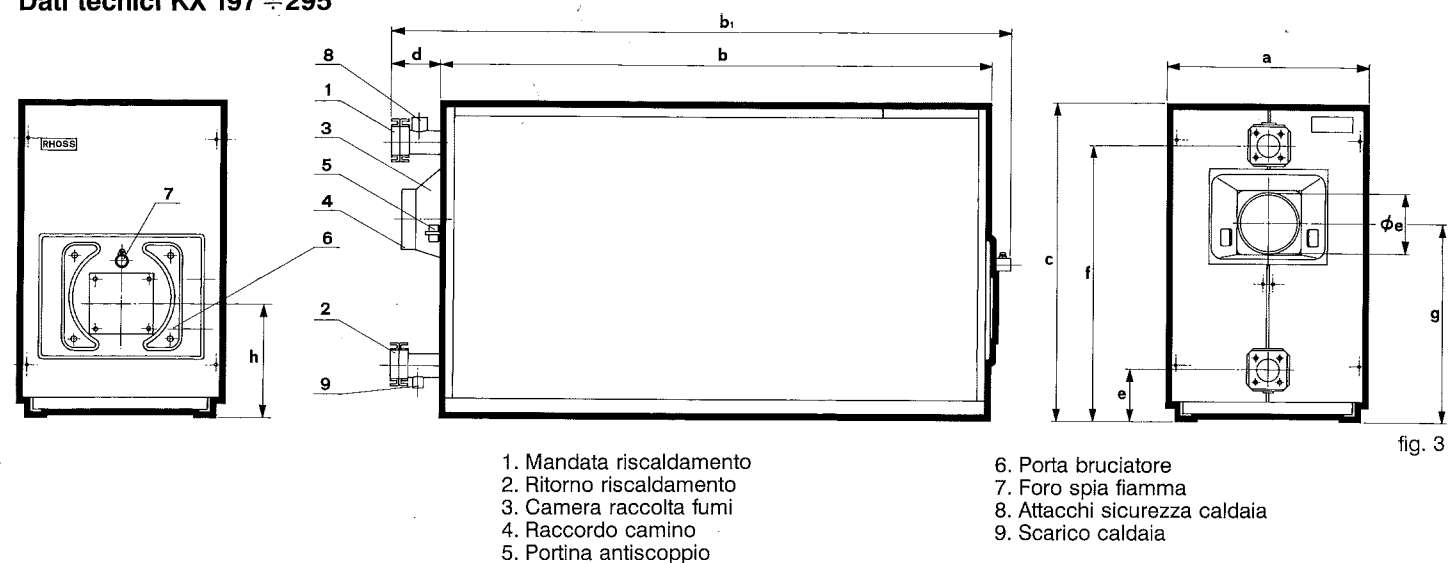 Dati tecnici KX 197÷295
b₁
d
b
a
8
1
3
5
4
2
9
RHOSS
7
6
h
c
f
e
φe
g
fig. 3
1. Mandata riscaldamento
2. Ritorno riscaldamento
3. Camera raccolta fumi
4. Raccordo camino
5. Portina antiscoppio
6. Porta bruciatore
7. Foro spia fiamma
8. Attacchi sicurezza caldaia
9. Scarico caldaia